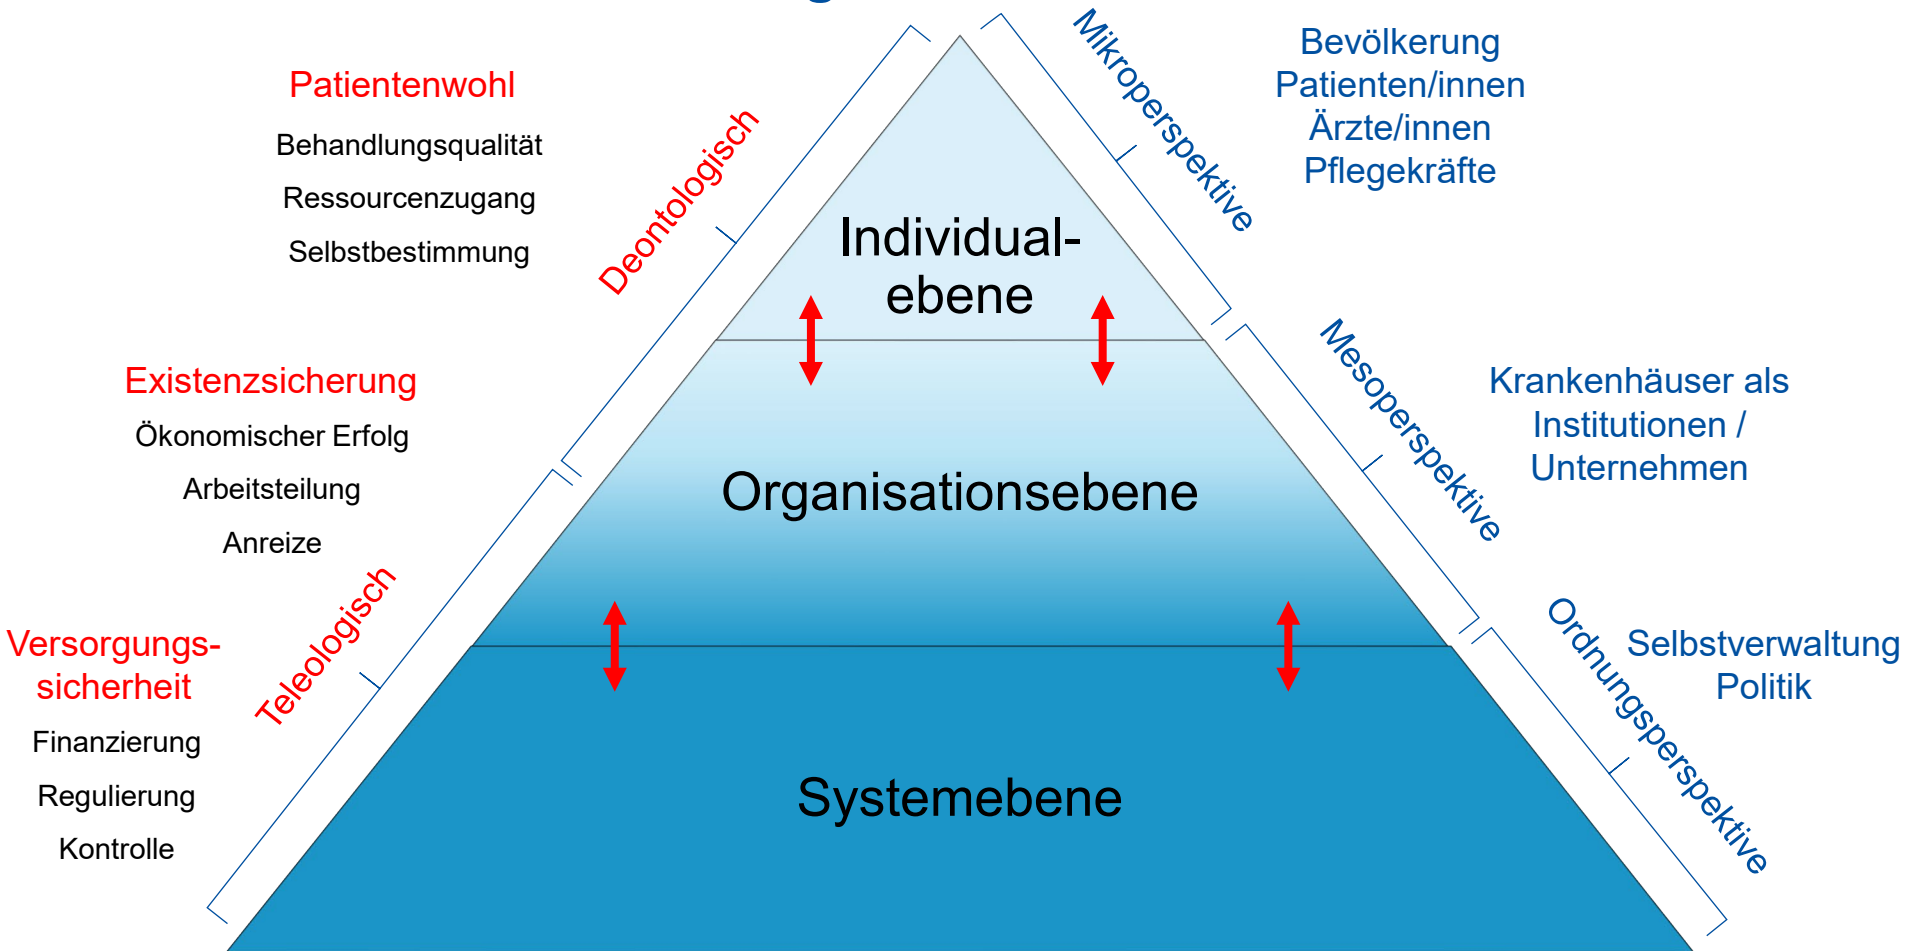 Patientenwohl
Behandlungsqualität
Ressourcenzugang
Selbstbestimmung
Deontologisch
Existenzsicherung
Ökonomischer Erfolg
Arbeitsteilung
Anreize
Teleologisch
Versorgungs-
sicherheit
Finanzierung
Regulierung
Kontrolle
Individual-
ebene
Organisationsebene
Systemebene
Mikroperspektive
Bevölkerung
Patienten/innen
Ärzte/innen
Pflegekräfte
Mesoperspektive
Krankenhäuser als
Institutionen /
Unternehmen
Ordnungsperspektive
Selbstverwaltung
Politik